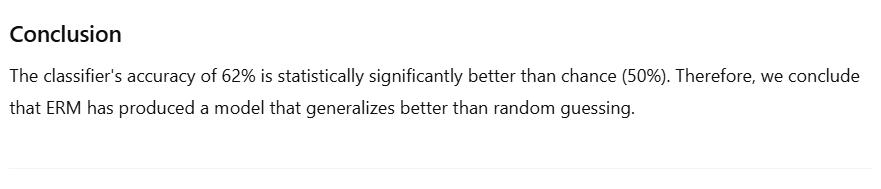 Conclusion
The classifier's accuracy of 62% is statistically significantly better than chance (50%). Therefore, we conclude
that ERM has produced a model that generalizes better than random guessing.